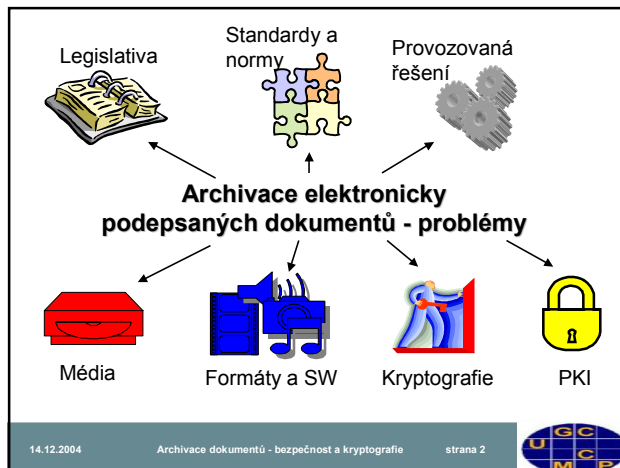 Legislativa
Standardy a
normy
Provozovaná
řešení
Archivace elektronicky
podepsaných dokumentů - problémy
Média
Formáty a SW
Kryptografie
PKI
14.12.2004 Archivace dokumentů - bezpečnost a kryptografie strana 2
U G C
C
M P